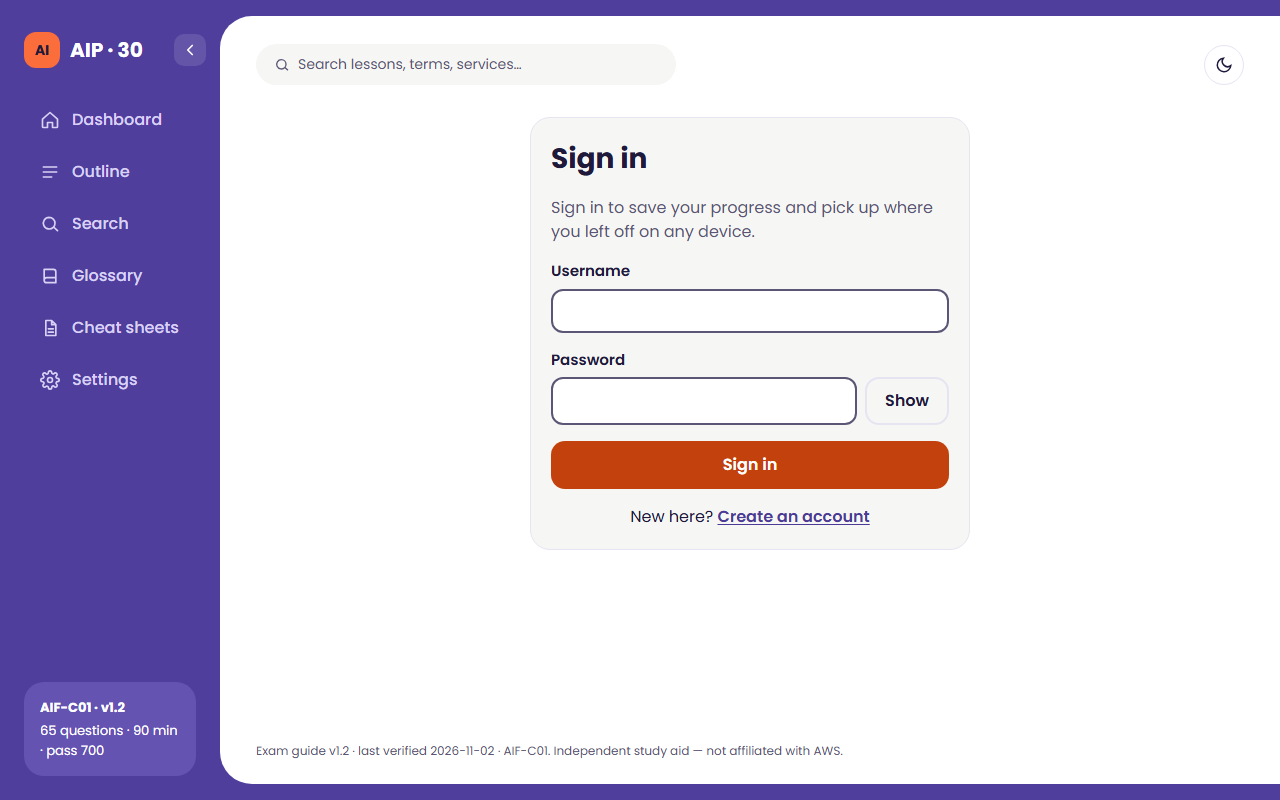 AI
AIP · 30
Dashboard
Outline
Search
Glossary
Cheat sheets
Settings
AIF-C01 · v1.2
65 questions · 90 min
· pass 700
Search lessons, terms, services…
Sign in
Sign in to save your progress and pick up where
you left off on any device.
Username
Password
Show
Sign in
New here? Create an account
Exam guide v1.2 · last verified 2026-11-02 · AIF-C01. Independent study aid — not affiliated with AWS.